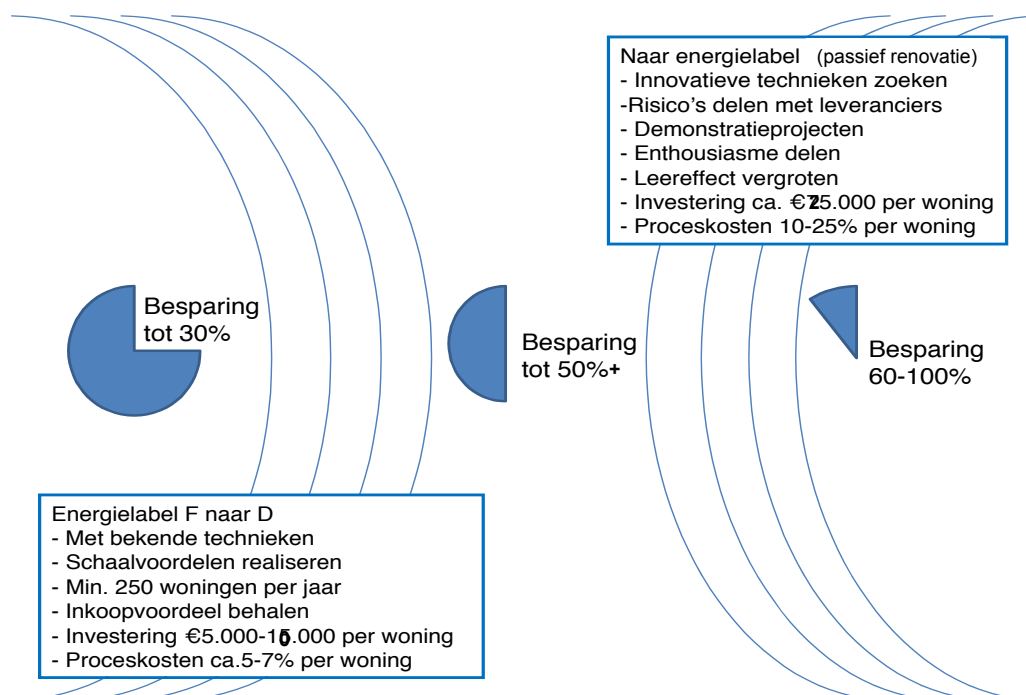 Naar energielabel (passief renovatie)
- Innovatieve technieken zoeken
-Risico's delen met leveranciers
- Demonstratieprojecten
- Enthousiasme delen
- Leereffect vergroten
- Investering ca. per woning
- Proceskosten 10-25% per woning
Besparing
tot 30%
Besparing
tot 50%+
Besparing
60-100%
Energielabel F naar D
- Met bekende technieken
- Schaalvoordelen realiseren
- Min. 250 woningen per jaar
- Inkoopvoordeel behalen
- Investering per woning
- Proceskosten ca.5-7% per woning